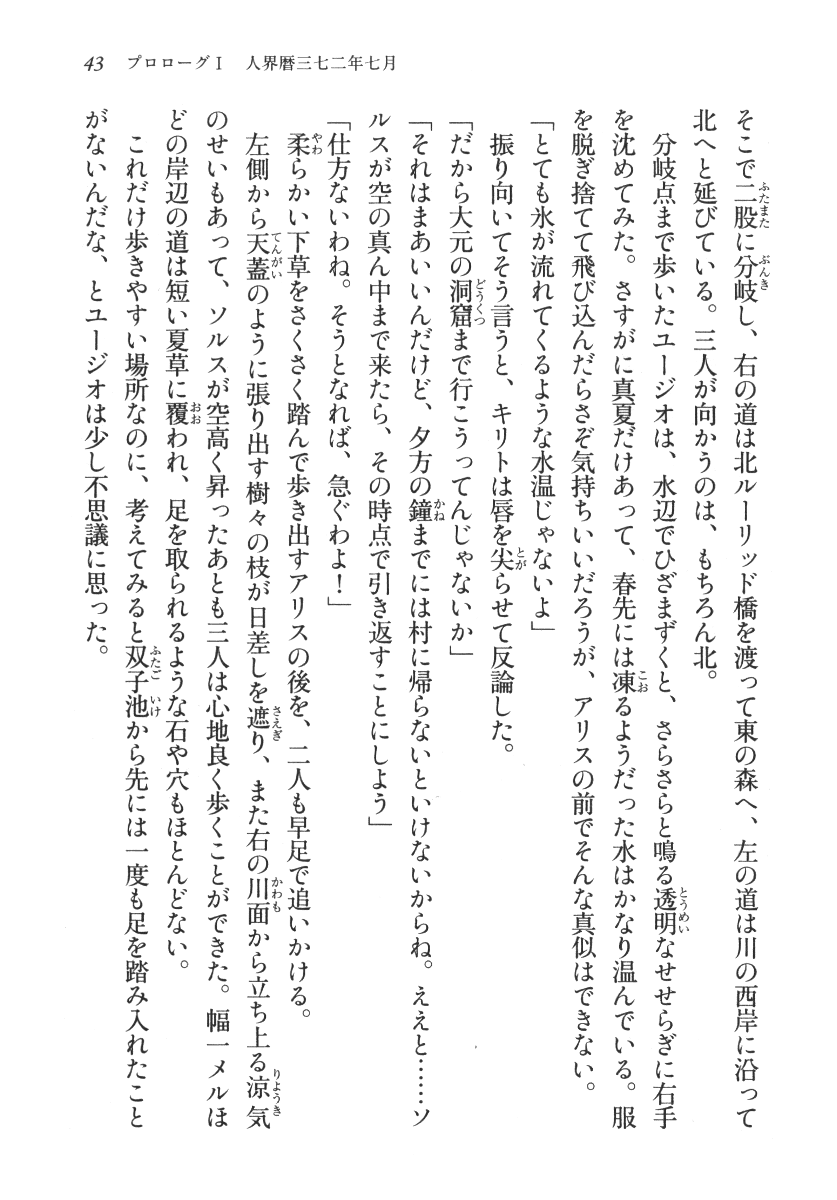 43　プロローグⅠ　人界暦三七二年七月
そこで二股に分岐し、右の道は北ルーリッド橋を渡って東の森へ、左の道は川の西岸に沿って
北へと延びている。三人が向かうのは、もちろん北。
　分岐点まで歩いたユージオは、水辺でひざまずくと、さらさらと鳴る透明なせせらぎに右手
を沈めてみた。さすがに真夏だけあって、春先には凍るようだった水はかなり温んでいる。服
を脱ぎ捨てて飛び込んだらさぞ気持ちいいだろうが、アリスの前でそんな真似はできない。
「とても氷が流れてくるような水温じゃないよ」
　振り向いてそう言うと、キリトは唇を尖らせて反論した。
「だから大元の洞窟まで行こうってんじゃないか」
「それはまあいいんだけど、夕方の鐘までには村に帰らないといけないからね。ええと……ソ
ルスが空の真ん中まで来たら、その時点で引き返すことにしよう」
「仕方ないわね。そうとなれば、急ぐわよ！」
　柔らかい下草をさくさく踏んで歩き出すアリスの後を、二人も早足で追いかける。
　左側から天蓋のように張り出す樹々の枝が日差しを遮り、また右の川面から立ち上る涼気
のせいもあって、ソルスが空高く昇ったあとも三人は心地良く歩くことができた。幅一メルほ
どの岸辺の道は短い夏草に覆われ、足を取られるような石や穴もほとんどない。
　これだけ歩きやすい場所なのに、考えてみると双子池から先には一度も足を踏み入れたこと
がないんだな、とユージオは少し不思議に思った。